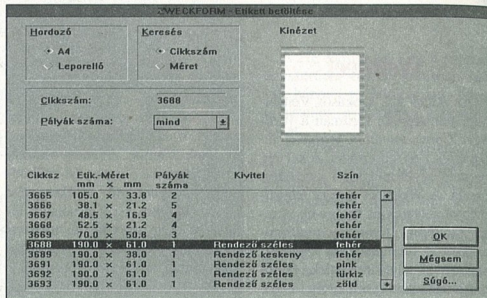 ZWECKFORM - Etikett betöltése
Hordozó
A4
Leporelló
Keresés
Cikkszám
Méret
Kinézet
Cikkszám: 3688
Pályák száma: mind
Cikksz Etik.-Méret Pályák Kivitel Szín
mm x mm száma
3665 105.0 x 33.8 2 fehér
3666 38.1 x 21.2 5 fehér
3667 48.5 x 16.9 4 fehér
3668 52.5 x 21.2 4 fehér
3669 70.0 x 50.8 3 fehér
3688 190.0 x 61.0 1 Rendező széles fehér
3689 190.0 x 38.0 1 Rendező keskeny fehér
3691 190.0 x 61.0 1 Rendező széles pink
3692 190.0 x 61.0 1 Rendező széles türkiz
3693 190.0 x 61.0 1 Rendező széles zöld
OK
Mégsem
Súgó...